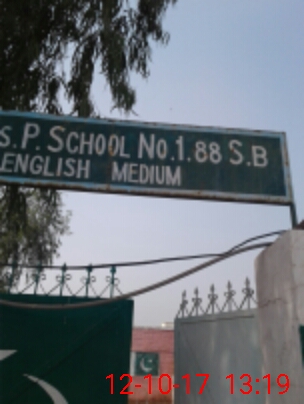 S.P. SCHOOL NO.1.88 S.B
ENGLISH MEDIUM
12-10-17 13:19